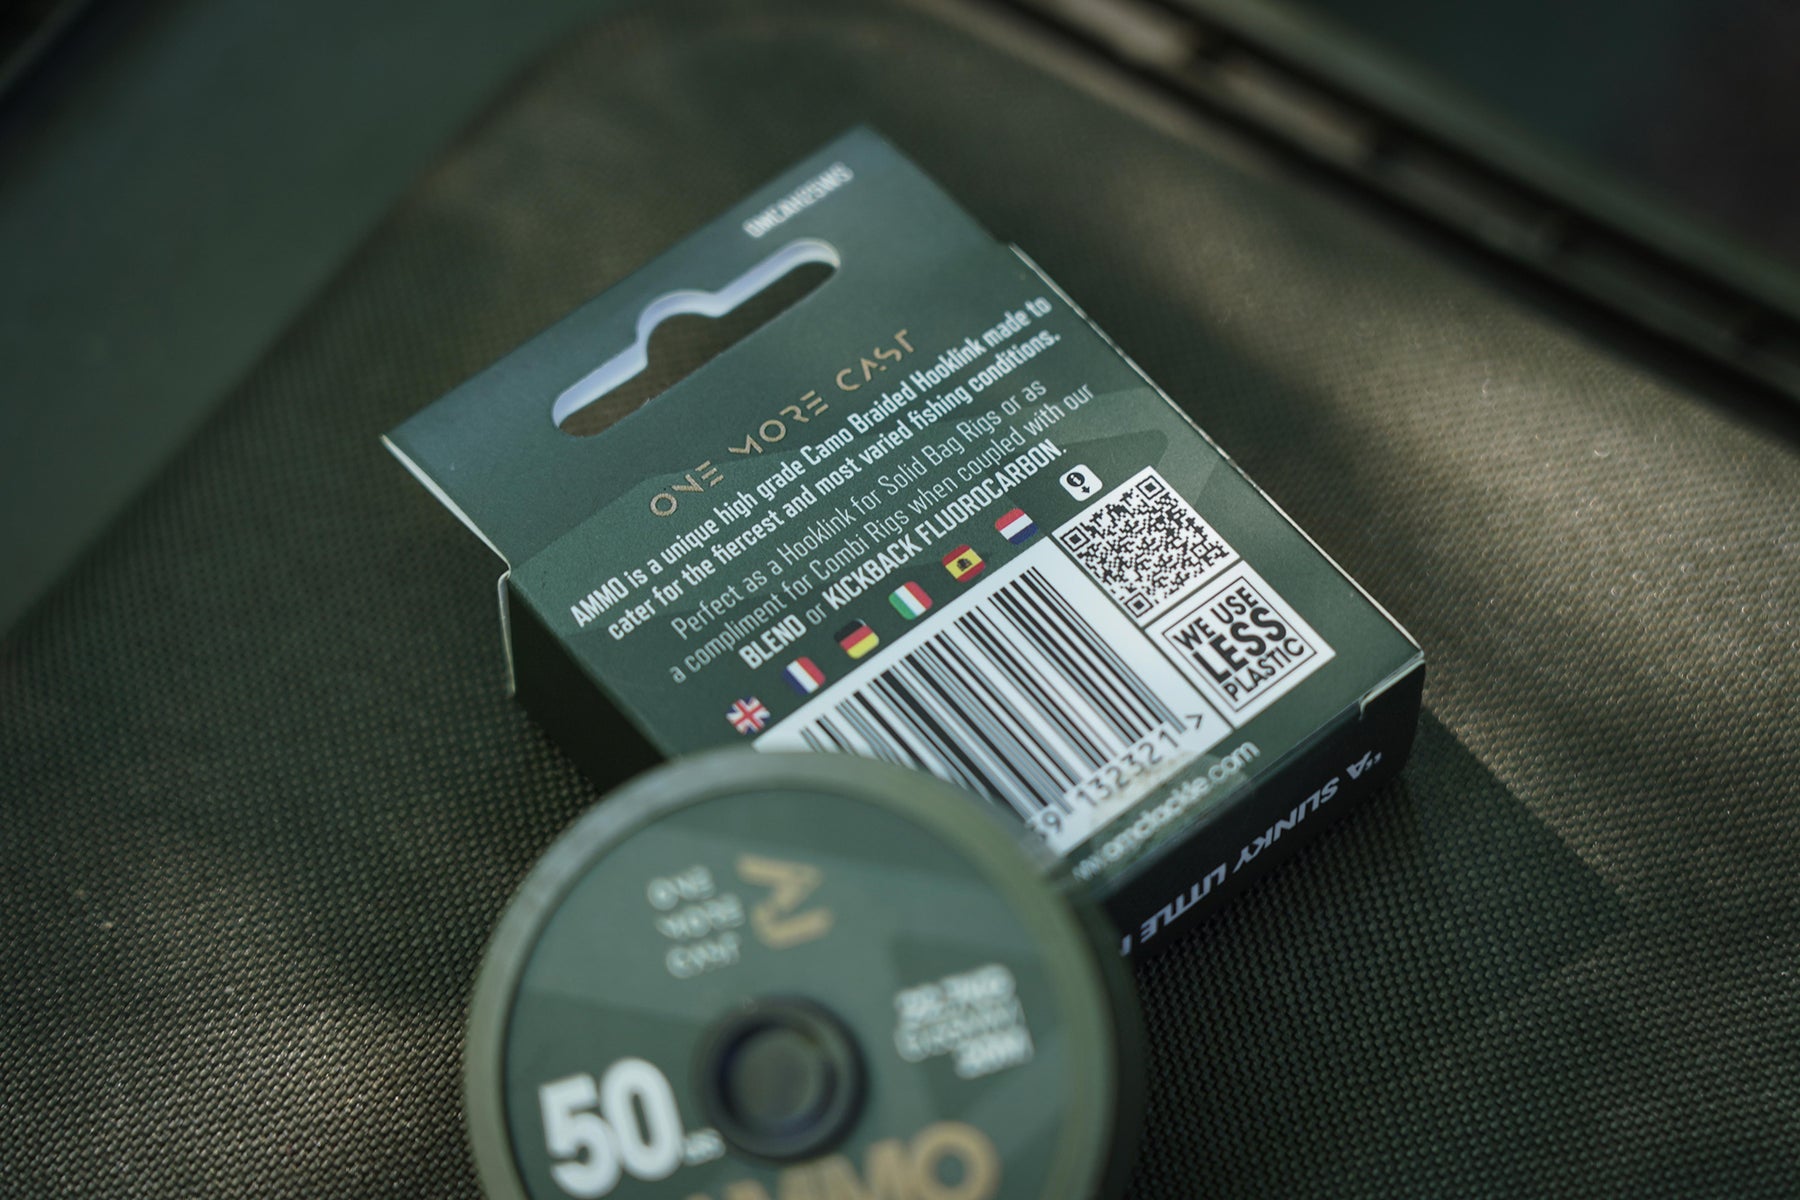 ONE MORE CAST
AMMO is a unique high grade Camo Braided Hooklink made to
cater for the fiercest and most varied fishing conditions.
Perfect as a Hooklink for Solid Bag Rigs or as
a compliment for Combi Rigs when coupled with our
BLEND or KICKBACK FLUOROCARBON.
WE USE
LESS
PLASTIC
132321 >
www.omctackle.com
"A SLINKY LITTLE
ONE
MORE
CAST
50
AMMO